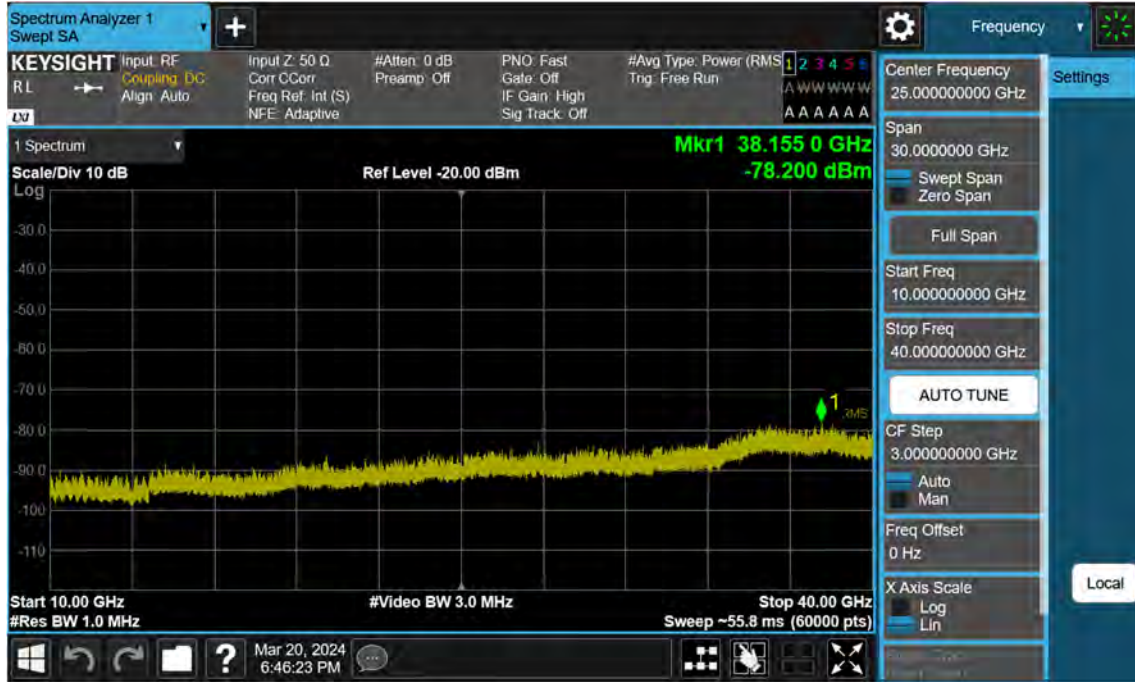 Spectrum Analyzer 1
Swept SA
Frequency
KEYSIGHT
RL
LXI
Input: RF
Coupling: DC
Align: Auto
Input Z: 50 Ω
Corr CCorr
Freq Ref: Int (S)
NFE: Adaptive
#Atten: 0 dB
Preamp: Off
PNO: Fast
Gate: Off
IF Gain: High
Sig Track: Off
#Avg Type: Power (RMS
Trig: Free Run
1 2 3 4 5 6
A W W W W W
A A A A A A
Center Frequency
25.000000000 GHz
Settings
1 Spectrum
Scale/Div 10 dB
Log
Ref Level -20.00 dBm
Mkr1 38.155 0 GHz
-78.200 dBm
Span
30.0000000 GHz
Swept Span
Zero Span
Full Span
Start Freq
10.000000000 GHz
Stop Freq
40.000000000 GHz
AUTO TUNE
CF Step
3.000000000 GHz
Auto
Man
Freq Offset
0 Hz
X Axis Scale
Log
Lin
Local
-30.0
-40.0
-50.0
-60.0
-70.0
-80.0
-90.0
-100
-110
1
RMS
Start 10.00 GHz
#Res BW 1.0 MHz
#Video BW 3.0 MHz
Stop 40.00 GHz
Sweep ~55.8 ms (60000 pts)
?
Mar 20, 2024
6:46:23 PM